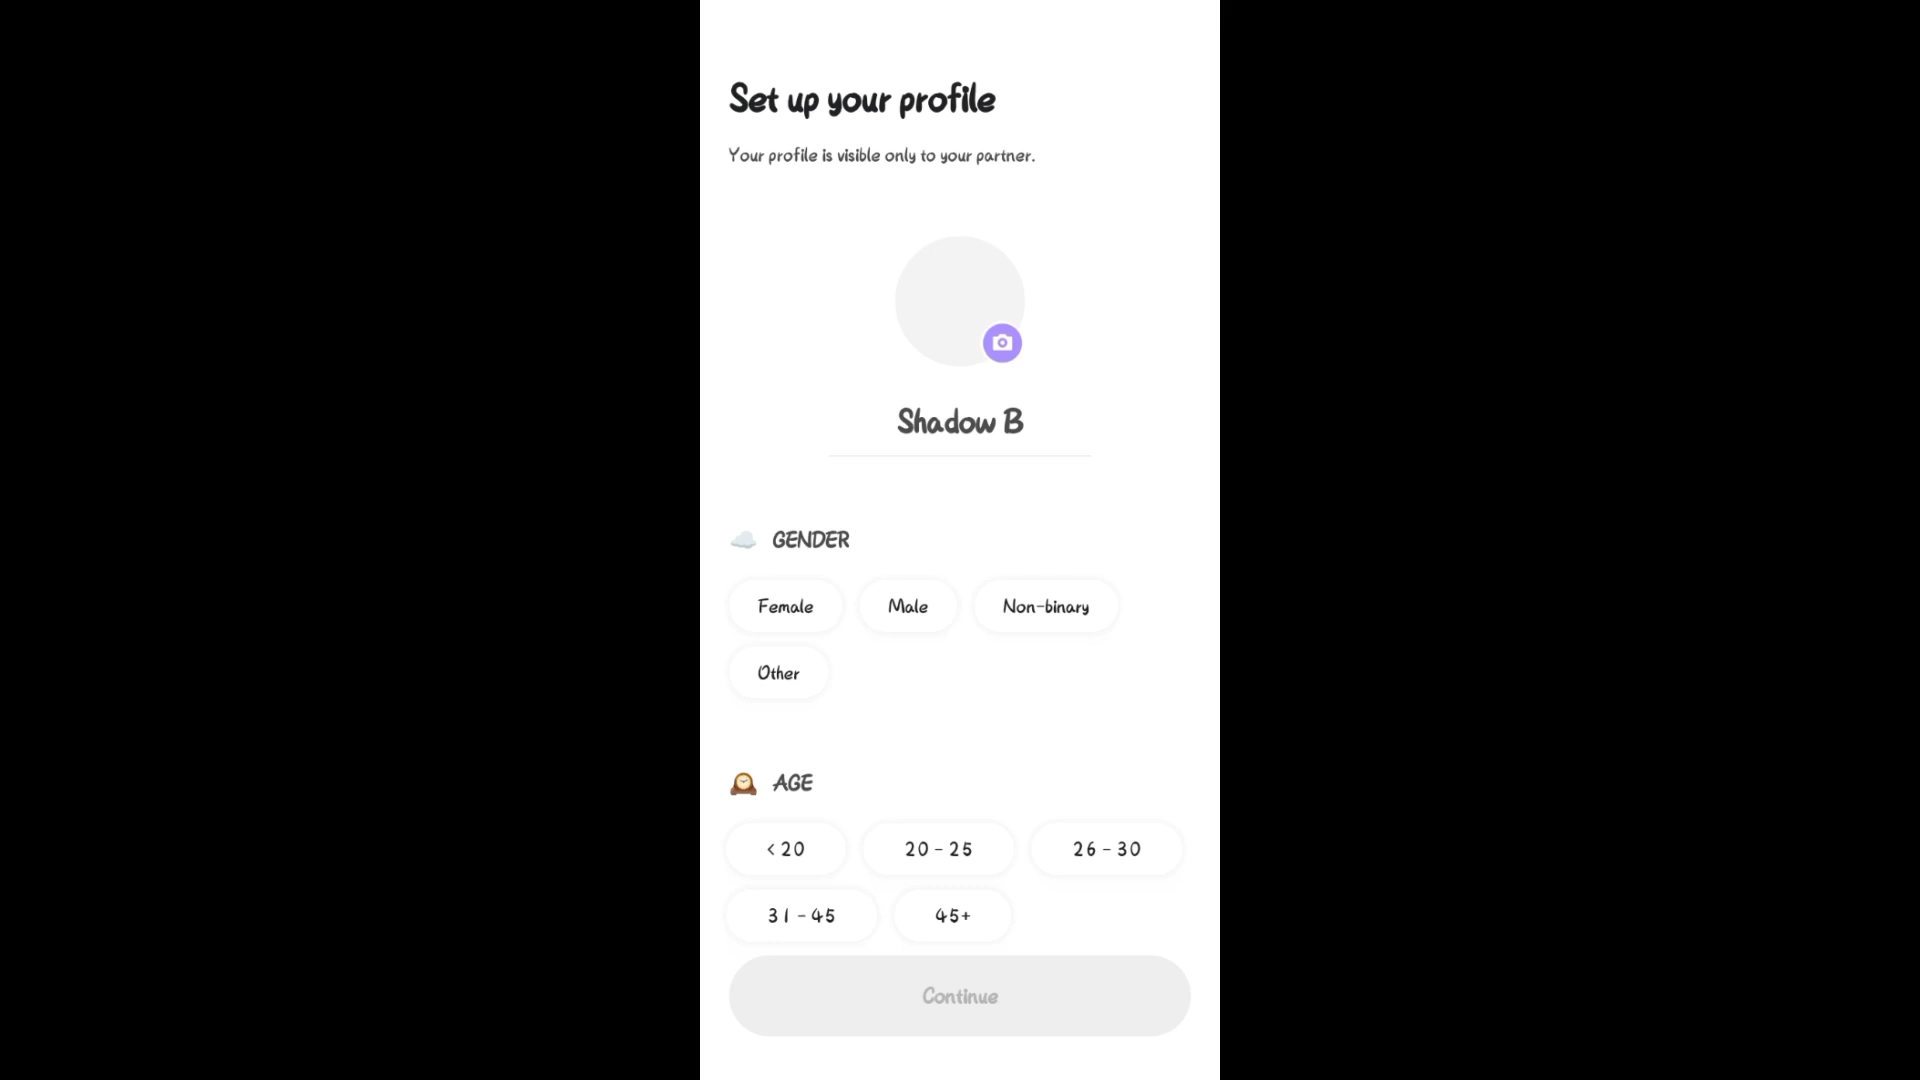 Set up your profile
Your profile is visible only to your partner.
Shadow B
GENDER
Female Male Non-binary
Other
AGE
< 20 20 - 25 26 - 30
31 - 45 45+
Continue